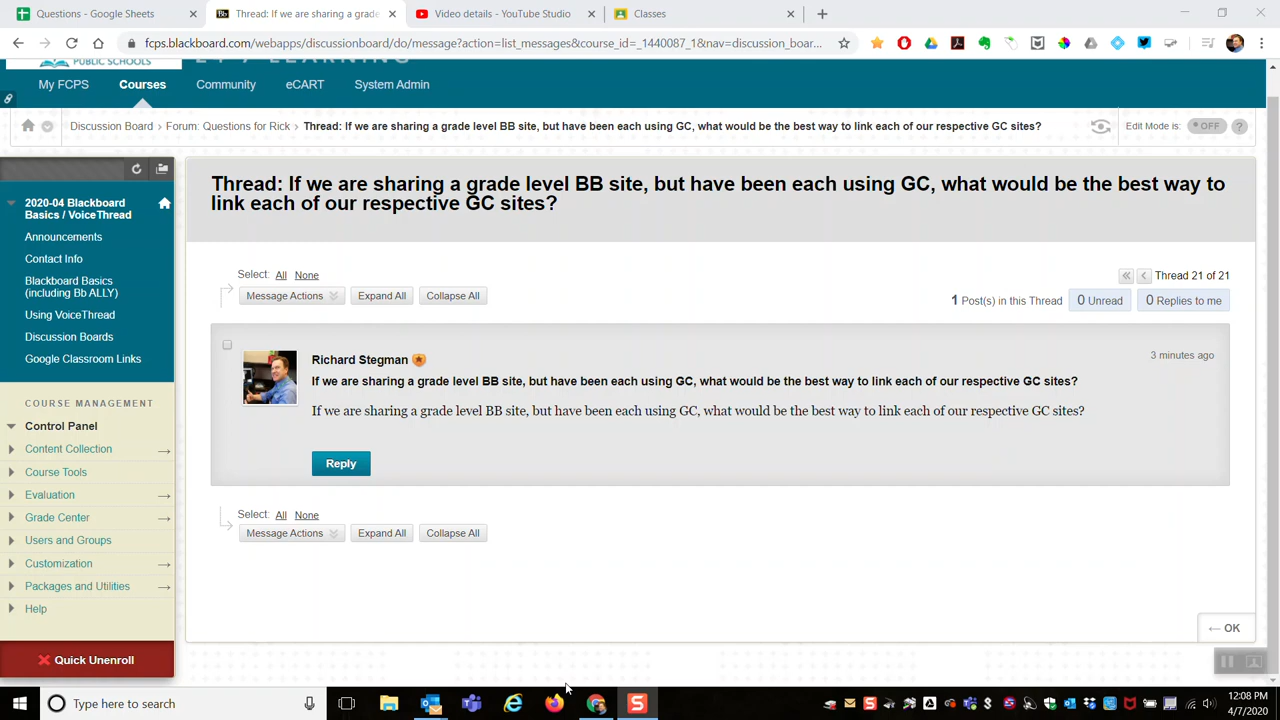 Questions - Google Sheets
Thread: If we are sharing a grade
Video details - YouTube Studio
Classes
fcps.blackboard.com/webapps/discussionboard/do/message?action=list_messages&course_id=_1440087_1&nav=discussion_boar...
PUBLIC SCHOOLS
My FCPS
Courses
Community
eCART
System Admin
Discussion Board > Forum: Questions for Rick > Thread: If we are sharing a grade level BB site, but have been each using GC, what would be the best way to link each of our respective GC sites?
Edit Mode is: OFF ?
2020-04 Blackboard
Basics / VoiceThread
Announcements
Contact Info
Blackboard Basics
(including Bb ALLY)
Using VoiceThread
Discussion Boards
Google Classroom Links
COURSE MANAGEMENT
Control Panel
Content Collection
Course Tools
Evaluation
Grade Center
Users and Groups
Customization
Packages and Utilities
Help
Quick Unenroll
Thread: If we are sharing a grade level BB site, but have been each using GC, what would be the best way to
link each of our respective GC sites?
Select: All None
Message Actions Expand All Collapse All
Thread 21 of 21
1 Post(s) in this Thread 0 Unread 0 Replies to me
Richard Stegman
3 minutes ago
If we are sharing a grade level BB site, but have been each using GC, what would be the best way to link each of our respective GC sites?
If we are sharing a grade level BB site, but have been each using GC, what would be the best way to link each of our respective GC sites?
Reply
Select: All None
Message Actions Expand All Collapse All
← OK
Type here to search
12:08 PM
4/7/2020